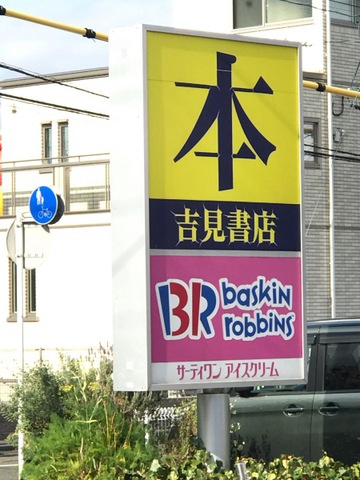 本
吉見書店
BR baskin
robbins
サーティワン アイスクリーム